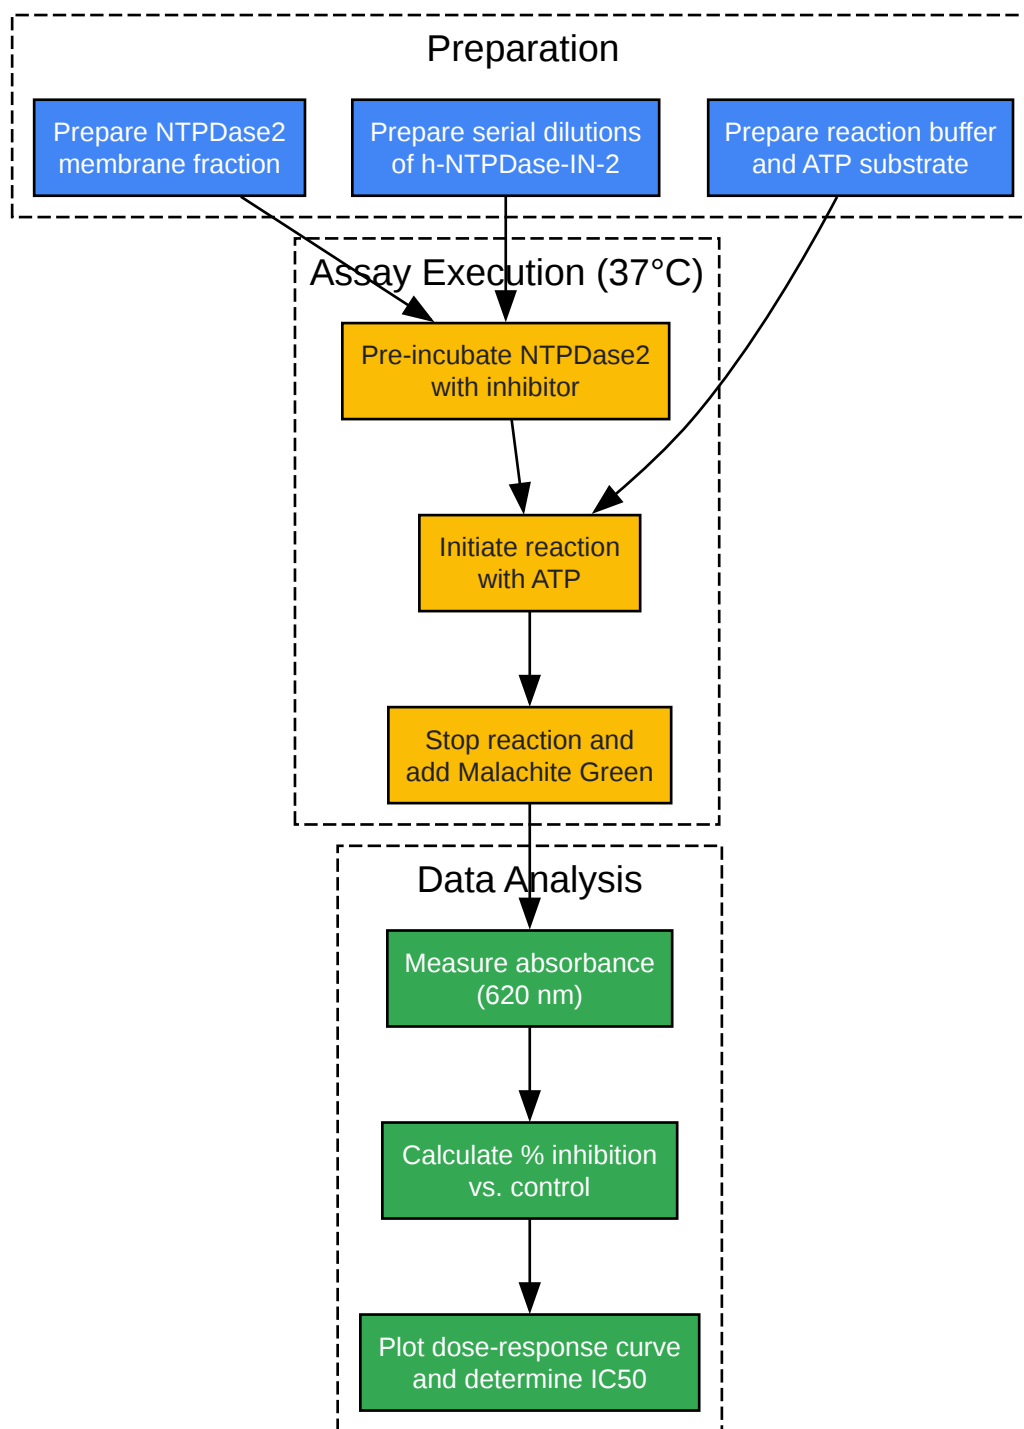 Preparation
Prepare NTPDase2
membrane fraction
Prepare serial dilutions
of h-NTPDase-IN-2
Prepare reaction buffer
and ATP substrate
Assay Execution (37°C)
Pre-incubate NTPDase2
with inhibitor
Initiate reaction
with ATP
Stop reaction and
add Malachite Green
Data Analysis
Measure absorbance
(620 nm)
Calculate % inhibition
vs. control
Plot dose-response curve
and determine IC50